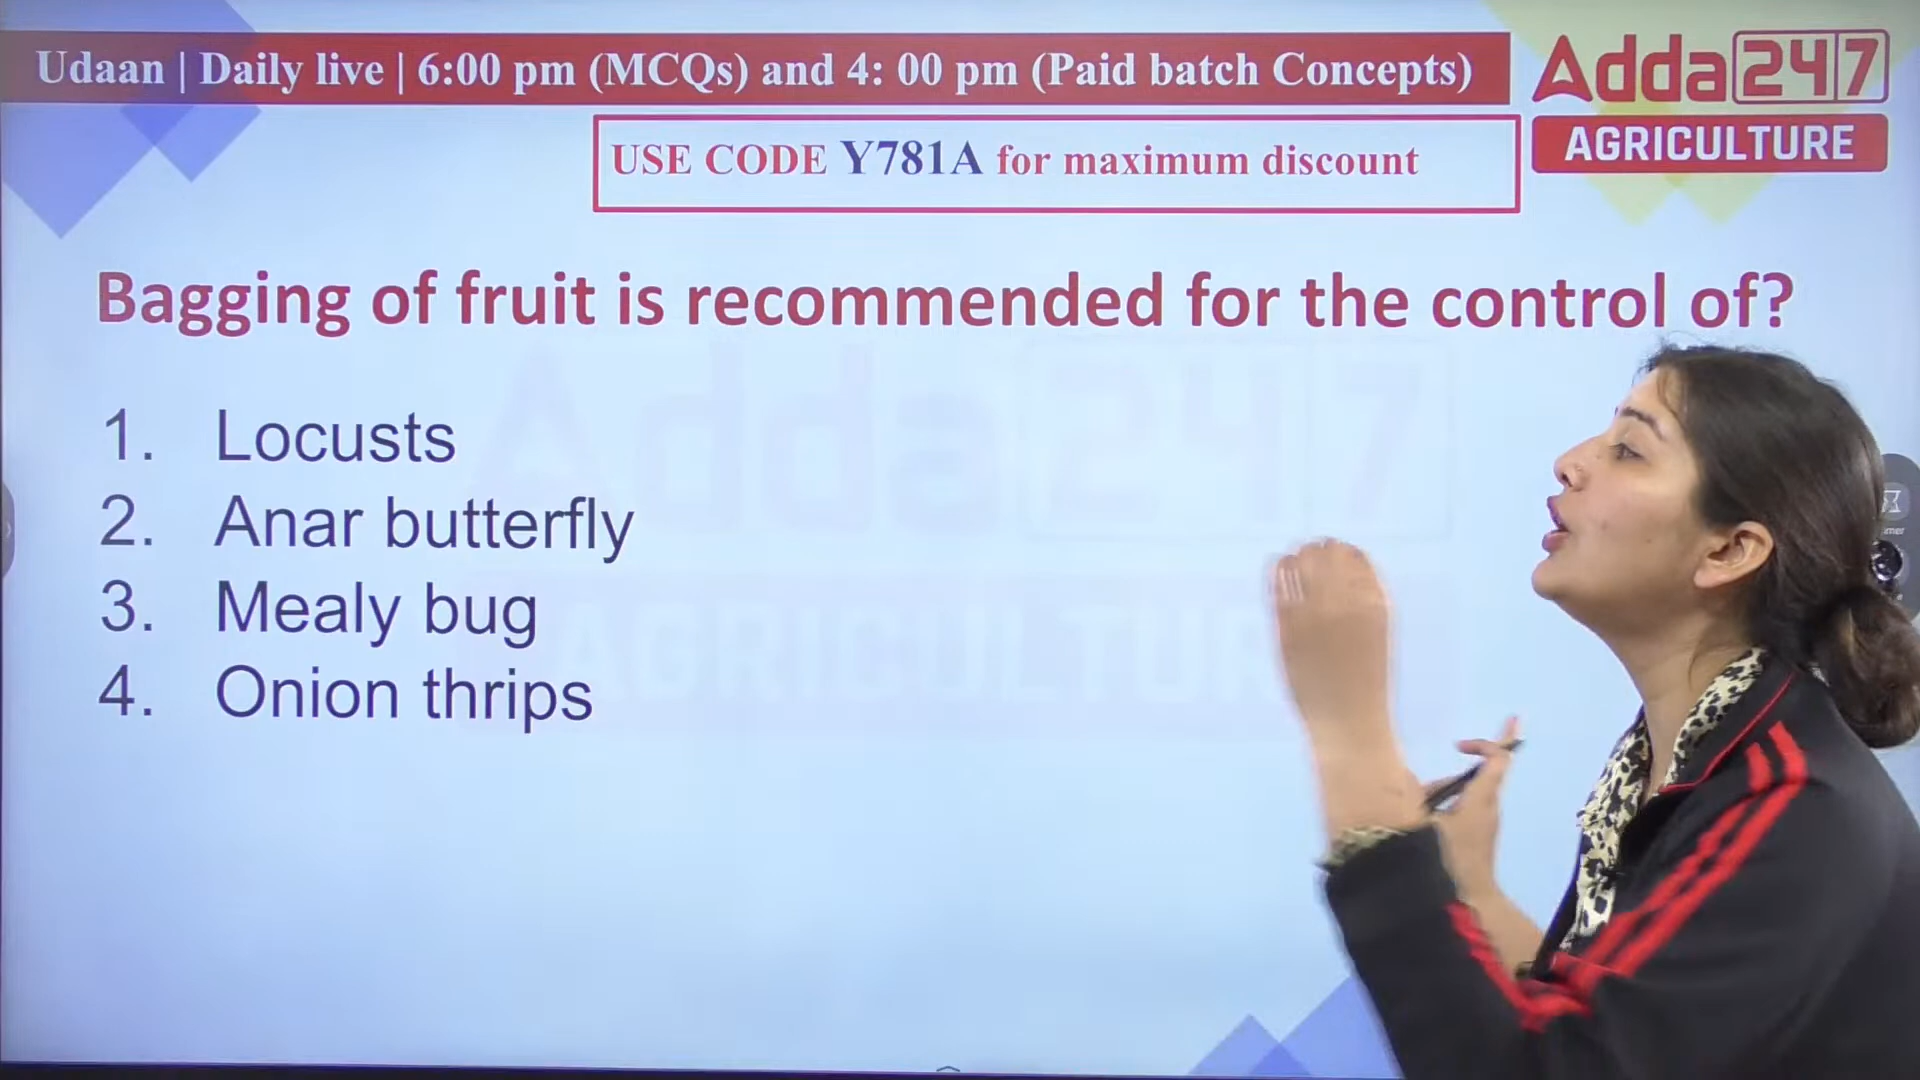 Udaan | Daily live | 6:00 pm (MCQs) and 4: 00 pm (Paid batch Concepts)
Adda247
AGRICULTURE
USE CODE Y781A for maximum discount
Bagging of fruit is recommended for the control of?
1. Locusts
2. Anar butterfly
3. Mealy bug
4. Onion thrips
Adda247
AGRICULTUR